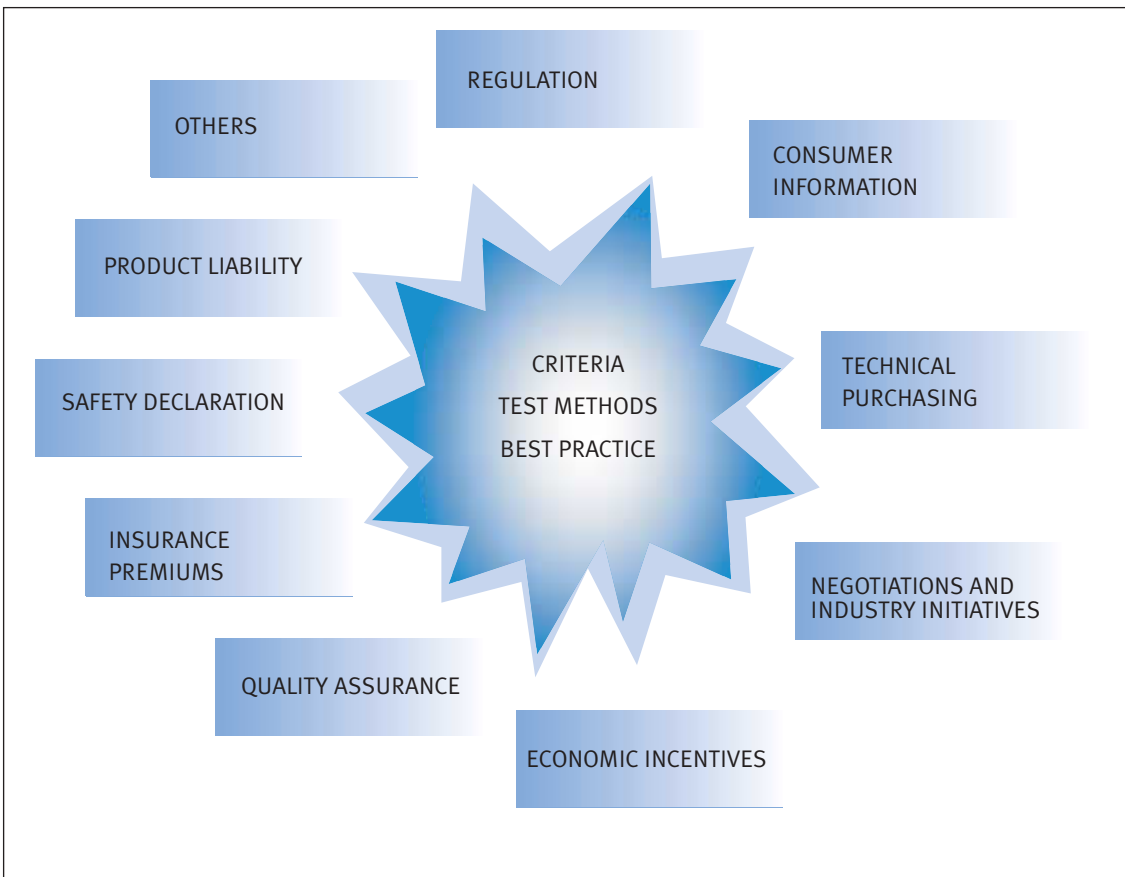 REGULATION
OTHERS
CONSUMER
INFORMATION
PRODUCT LIABILITY
TECHNICAL
PURCHASING
SAFETY DECLARATION
CRITERIA
TEST METHODS
BEST PRACTICE
INSURANCE
PREMIUMS
NEGOTIATIONS AND
INDUSTRY INITIATIVES
QUALITY ASSURANCE
ECONOMIC INCENTIVES